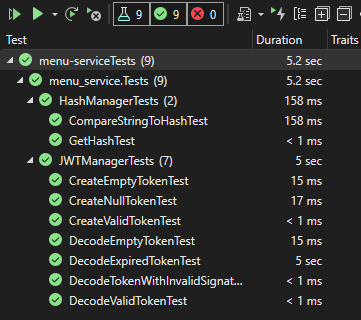 9 9 0
Test Duration Traits
menu-serviceTests (9) 5.2 sec
menu_service.Tests (9) 5.2 sec
HashManagerTests (2) 158 ms
CompareStringToHashTest 158 ms
GetHashTest < 1 ms
JWTManagerTests (7) 5 sec
CreateEmptyTokenTest 15 ms
CreateNullTokenTest 17 ms
CreateValidTokenTest < 1 ms
DecodeEmptyTokenTest 15 ms
DecodeExpiredTokenTest 5 sec
DecodeTokenWithInvalidSignat... < 1 ms
DecodeValidTokenTest < 1 ms